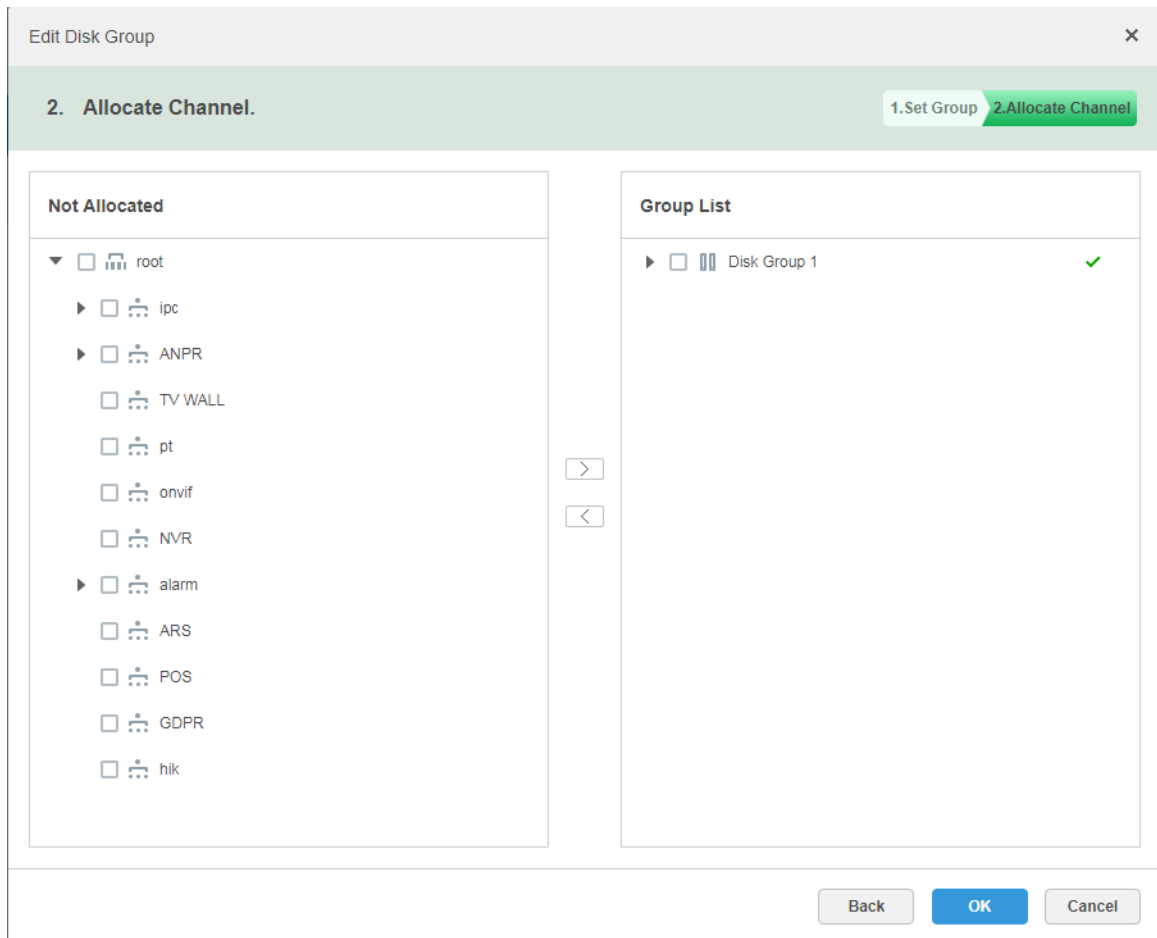 Edit Disk Group
2. Allocate Channel.
1.Set Group
2.Allocate Channel
Not Allocated
root
ipc
ANPR
TV WALL
pt
onvif
NVR
alarm
ARS
POS
GDPR
hik
Group List
Disk Group 1
Back
OK
Cancel